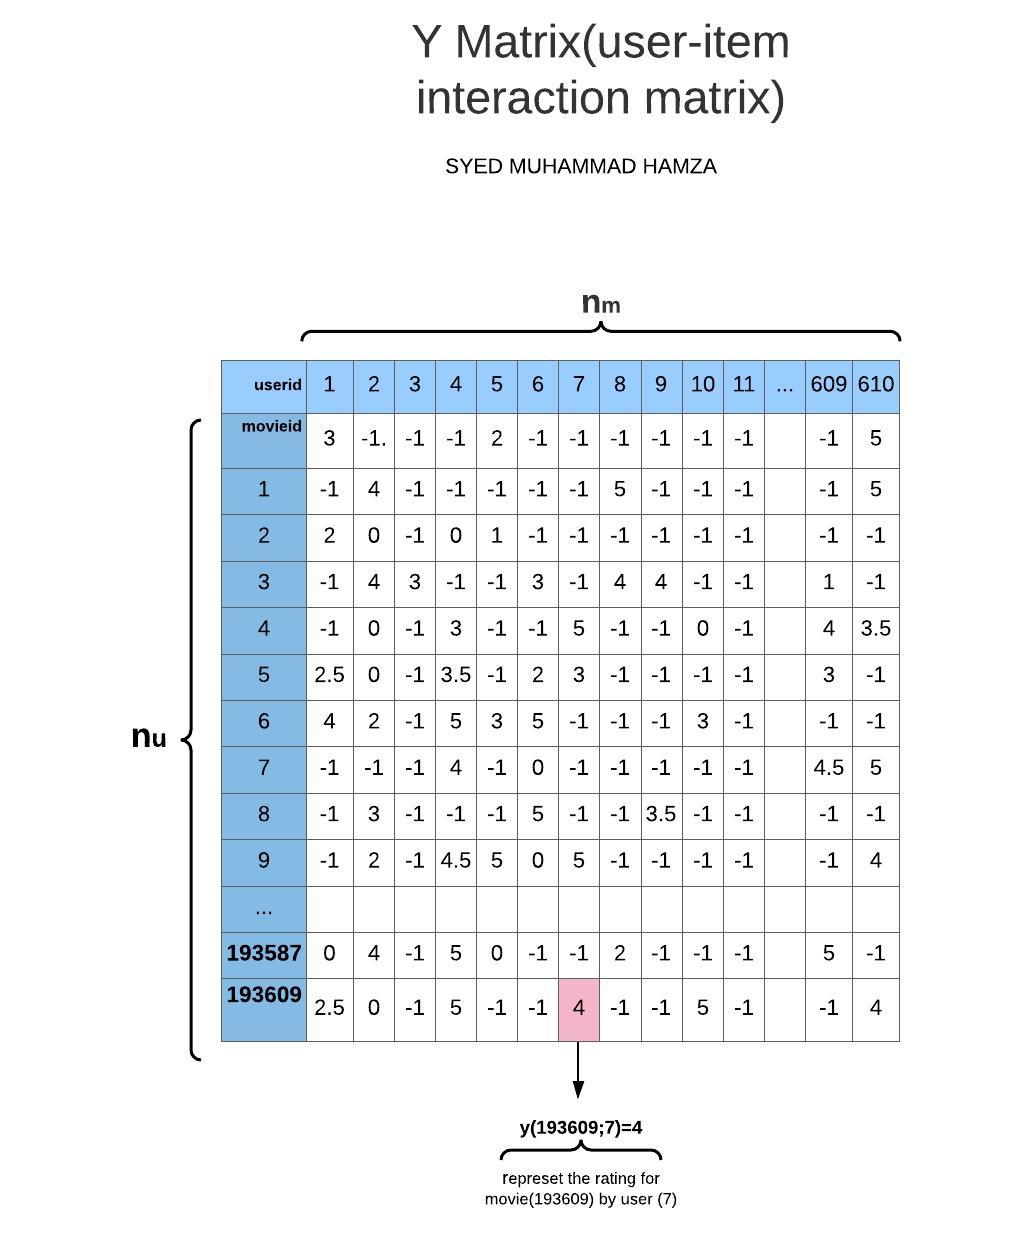 Y Matrix(user-item
interaction matrix)
SYED MUHAMMAD HAMZA
nm
userid 1 2 3 4 5 6 7 8 9 10 11 ... 609 610
movieid 3 -1. -1 -1 2 -1 -1 -1 -1 -1 -1 -1 5
1 -1 4 -1 -1 -1 -1 -1 5 -1 -1 -1 -1 5
2 2 0 -1 0 1 -1 -1 -1 -1 -1 -1 -1 -1
3 -1 4 3 -1 -1 3 -1 4 4 -1 -1 1 -1
4 -1 0 -1 3 -1 -1 5 -1 -1 0 -1 4 3.5
5 2.5 0 -1 3.5 -1 2 3 -1 -1 -1 -1 3 -1
6 4 2 -1 5 3 5 -1 -1 -1 3 -1 -1 -1
nu
7 -1 -1 -1 4 -1 0 -1 -1 -1 -1 -1 4.5 5
8 -1 3 -1 -1 -1 5 -1 -1 3.5 -1 -1 -1 -1
9 -1 2 -1 4.5 5 0 5 -1 -1 -1 -1 -1 4
...
193587 0 4 -1 5 0 -1 -1 2 -1 -1 -1 5 -1
193609 2.5 0 -1 5 -1 -1 4 -1 -1 5 -1 -1 4
y(193609;7)=4
represet the rating for
movie(193609) by user (7)